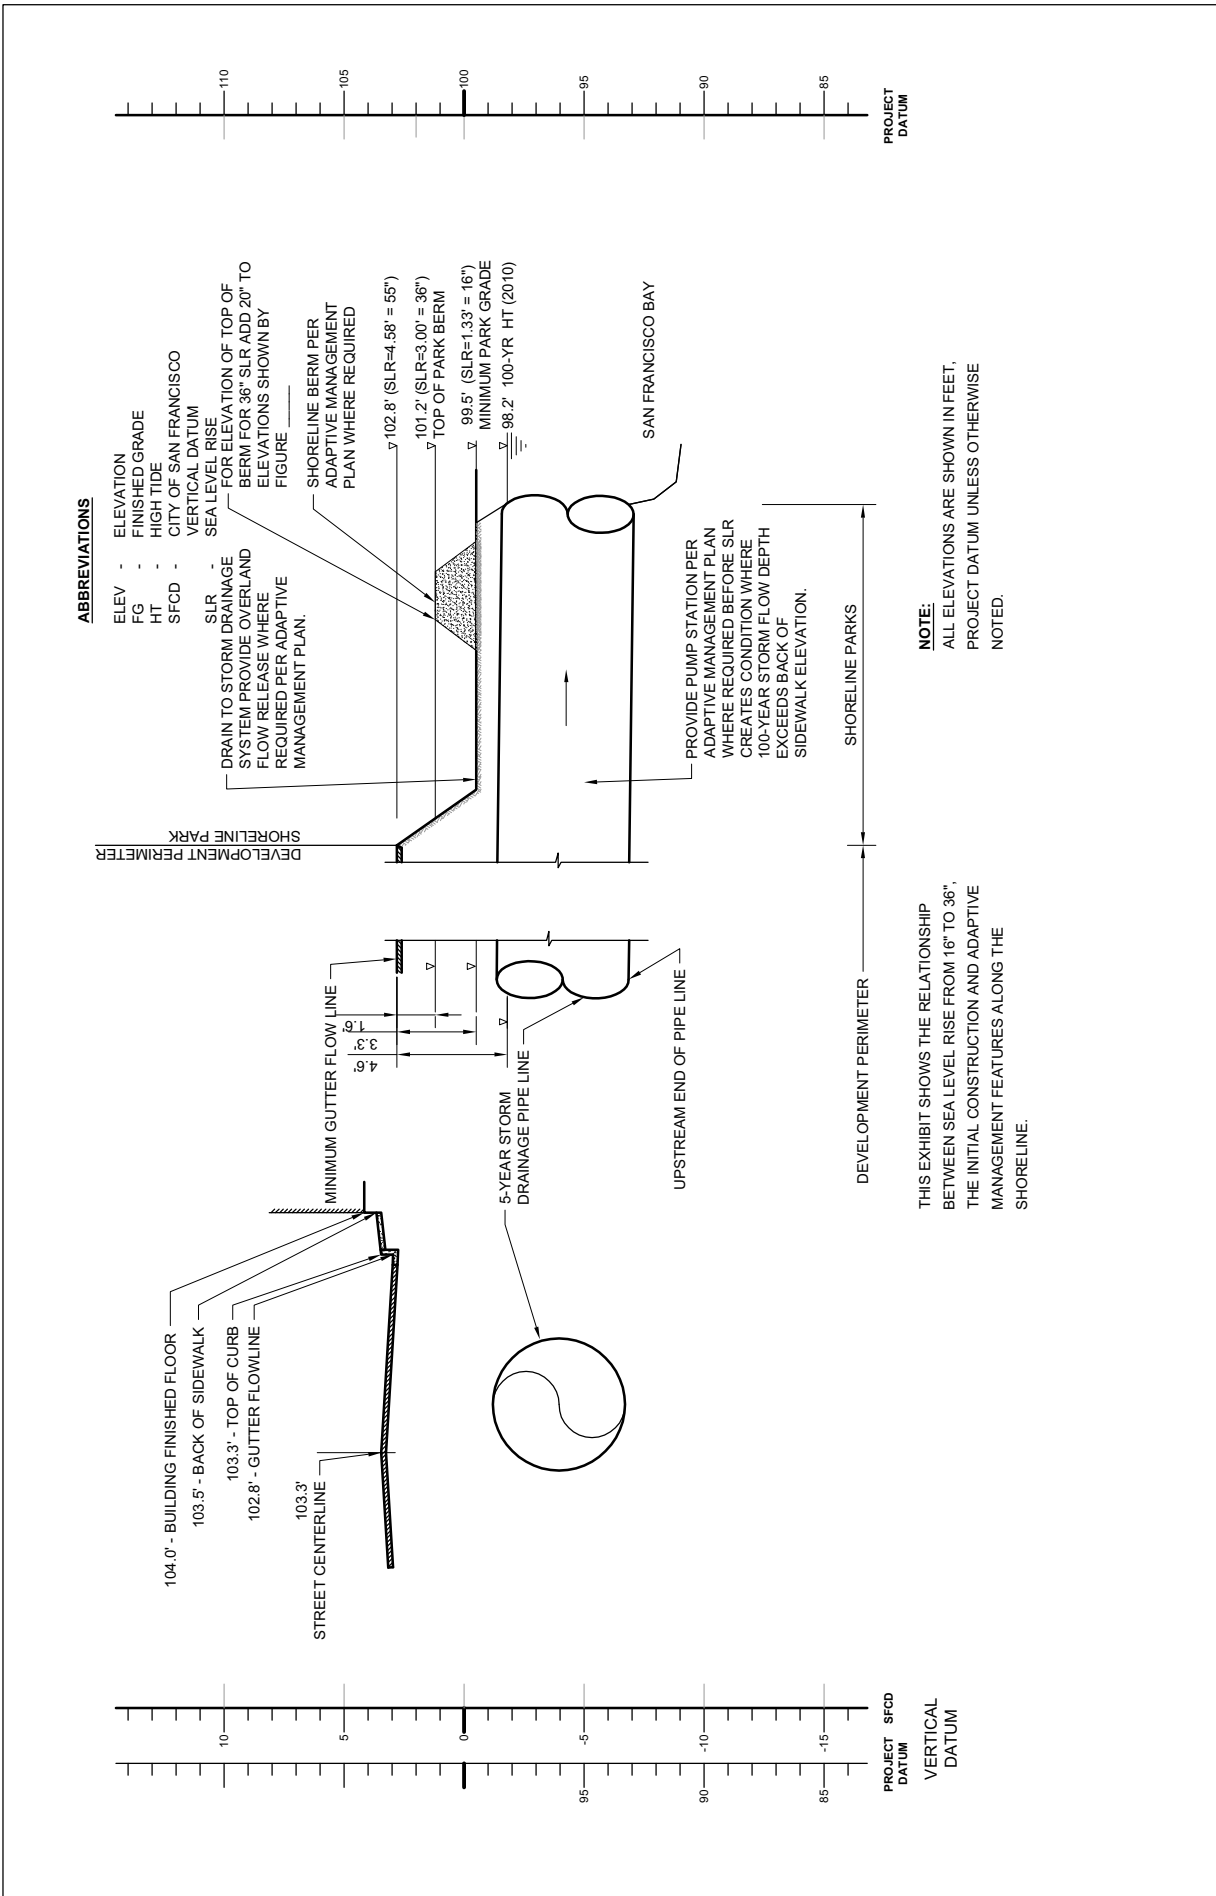 ABBREVIATIONS
ELEV - ELEVATION
FG - FINISHED GRADE
HT - HIGH TIDE
SFCD - CITY OF SAN FRANCISCO
VERTICAL DATUM
SLR - SEA LEVEL RISE
DRAIN TO STORM DRAINAGE
SYSTEM PROVIDE OVERLAND
FLOW RELEASE WHERE
REQUIRED PER ADAPTIVE
MANAGEMENT PLAN.
FOR ELEVATION OF TOP OF
BERM FOR 36" SLR ADD 20" TO
ELEVATIONS SHOWN BY
FIGURE
SHORELINE BERM PER
ADAPTIVE MANAGEMENT
PLAN WHERE REQUIRED
102.8' (SLR=4.58' = 55")
101.2' (SLR=3.00' = 36")
TOP OF PARK BERM
99.5' (SLR=1.33' = 16")
MINIMUM PARK GRADE
98.2' 100-YR HT (2010)
SAN FRANCISCO BAY
DEVELOPMENT PERIMETER
SHORELINE PARK
104.0' - BUILDING FINISHED FLOOR
103.5' - BACK OF SIDEWALK
103.3' - TOP OF CURB
102.8' - GUTTER FLOWLINE
103.3'
STREET CENTERLINE
MINIMUM GUTTER FLOW LINE
1.6'
3.3'
4.6'
5-YEAR STORM
DRAINAGE PIPE LINE
UPSTREAM END OF PIPE LINE
PROVIDE PUMP STATION PER
ADAPTIVE MANAGEMENT PLAN
WHERE REQUIRED BEFORE SLR
CREATES CONDITION WHERE
100-YEAR STORM FLOW DEPTH
EXCEEDS BACK OF
SIDEWALK ELEVATION.
DEVELOPMENT PERIMETER
SHORELINE PARKS
THIS EXHIBIT SHOWS THE RELATIONSHIP
BETWEEN SEA LEVEL RISE FROM 16" TO 36",
THE INITIAL CONSTRUCTION AND ADAPTIVE
MANAGEMENT FEATURES ALONG THE
SHORELINE.
NOTE:
ALL ELEVATIONS ARE SHOWN IN FEET,
PROJECT DATUM UNLESS OTHERWISE
NOTED.
10
5
0
-5
-10
-15
95
90
85
PROJECT
DATUM
SFCD
VERTICAL
DATUM
110
105
100
95
90
85
PROJECT
DATUM